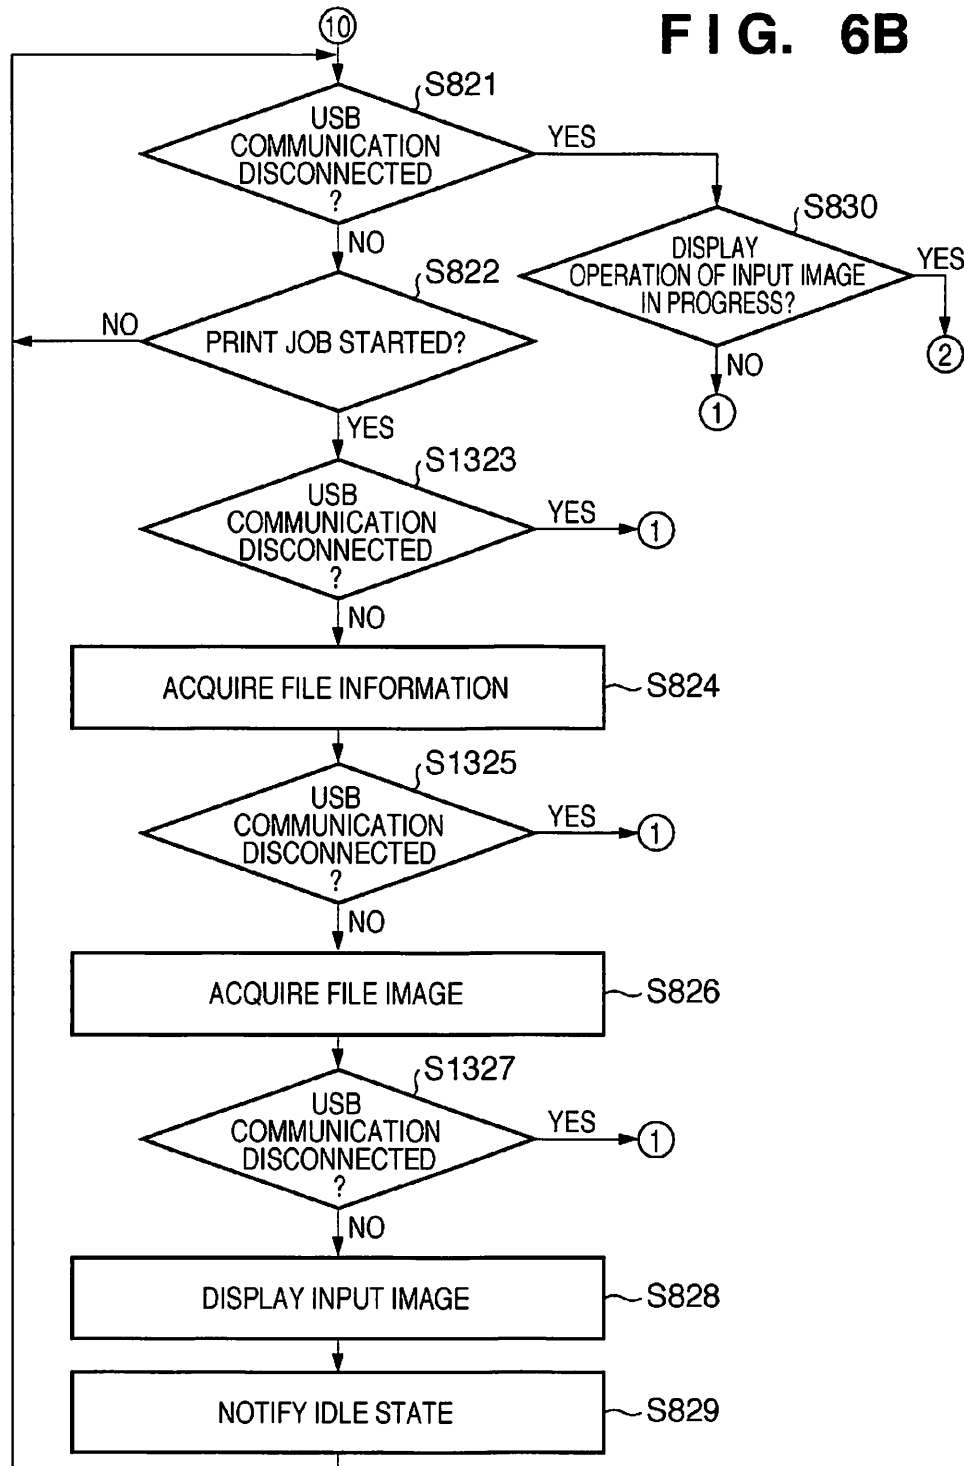 FIG. 6B
10
S821
USB
COMMUNICATION
DISCONNECTED
?
YES
NO
S830
DISPLAY
OPERATION OF INPUT IMAGE
IN PROGRESS?
YES
2
NO
1
S822
PRINT JOB STARTED?
NO
YES
S1323
USB
COMMUNICATION
DISCONNECTED
?
YES
1
NO
ACQUIRE FILE INFORMATION
S824
S1325
USB
COMMUNICATION
DISCONNECTED
?
YES
1
NO
ACQUIRE FILE IMAGE
S826
S1327
USB
COMMUNICATION
DISCONNECTED
?
YES
1
NO
DISPLAY INPUT IMAGE
S828
NOTIFY IDLE STATE
S829